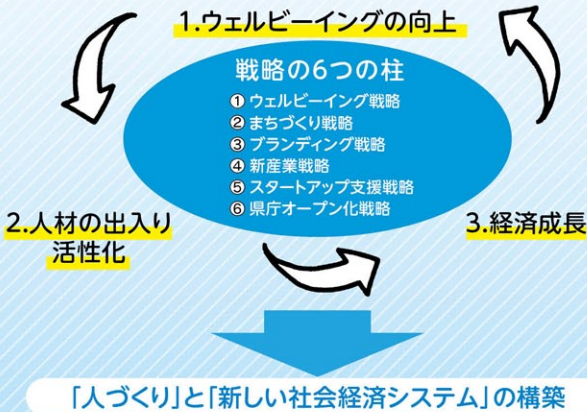 1.ウェルビーイングの向上
戦略の6つの柱
① ウェルビーイング戦略
② まちづくり戦略
③ ブランディング戦略
④ 新産業戦略
⑤ スタートアップ支援戦略
⑥ 県庁オープン化戦略
2.人材の出入り
活性化
3.経済成長
「人づくり」と「新しい社会経済システム」の構築